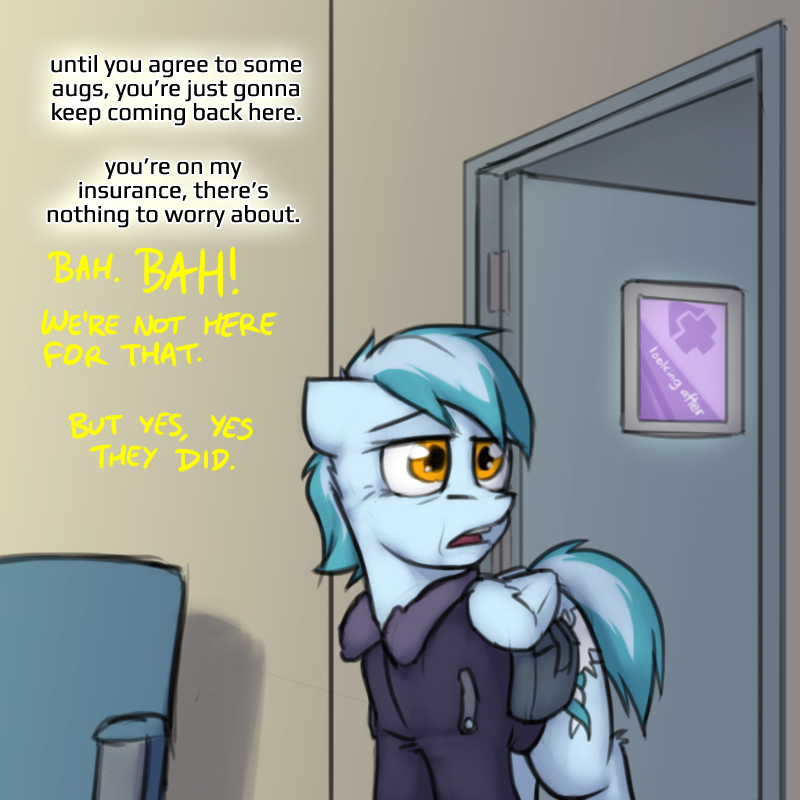 until you agree to some
augs, you're just gonna
keep coming back here.
you're on my
insurance, there's
nothing to worry about.
BAH. BAH!
WE'RE NOT HERE
FOR THAT.
BUT YES, YES
THEY DID.
looking after